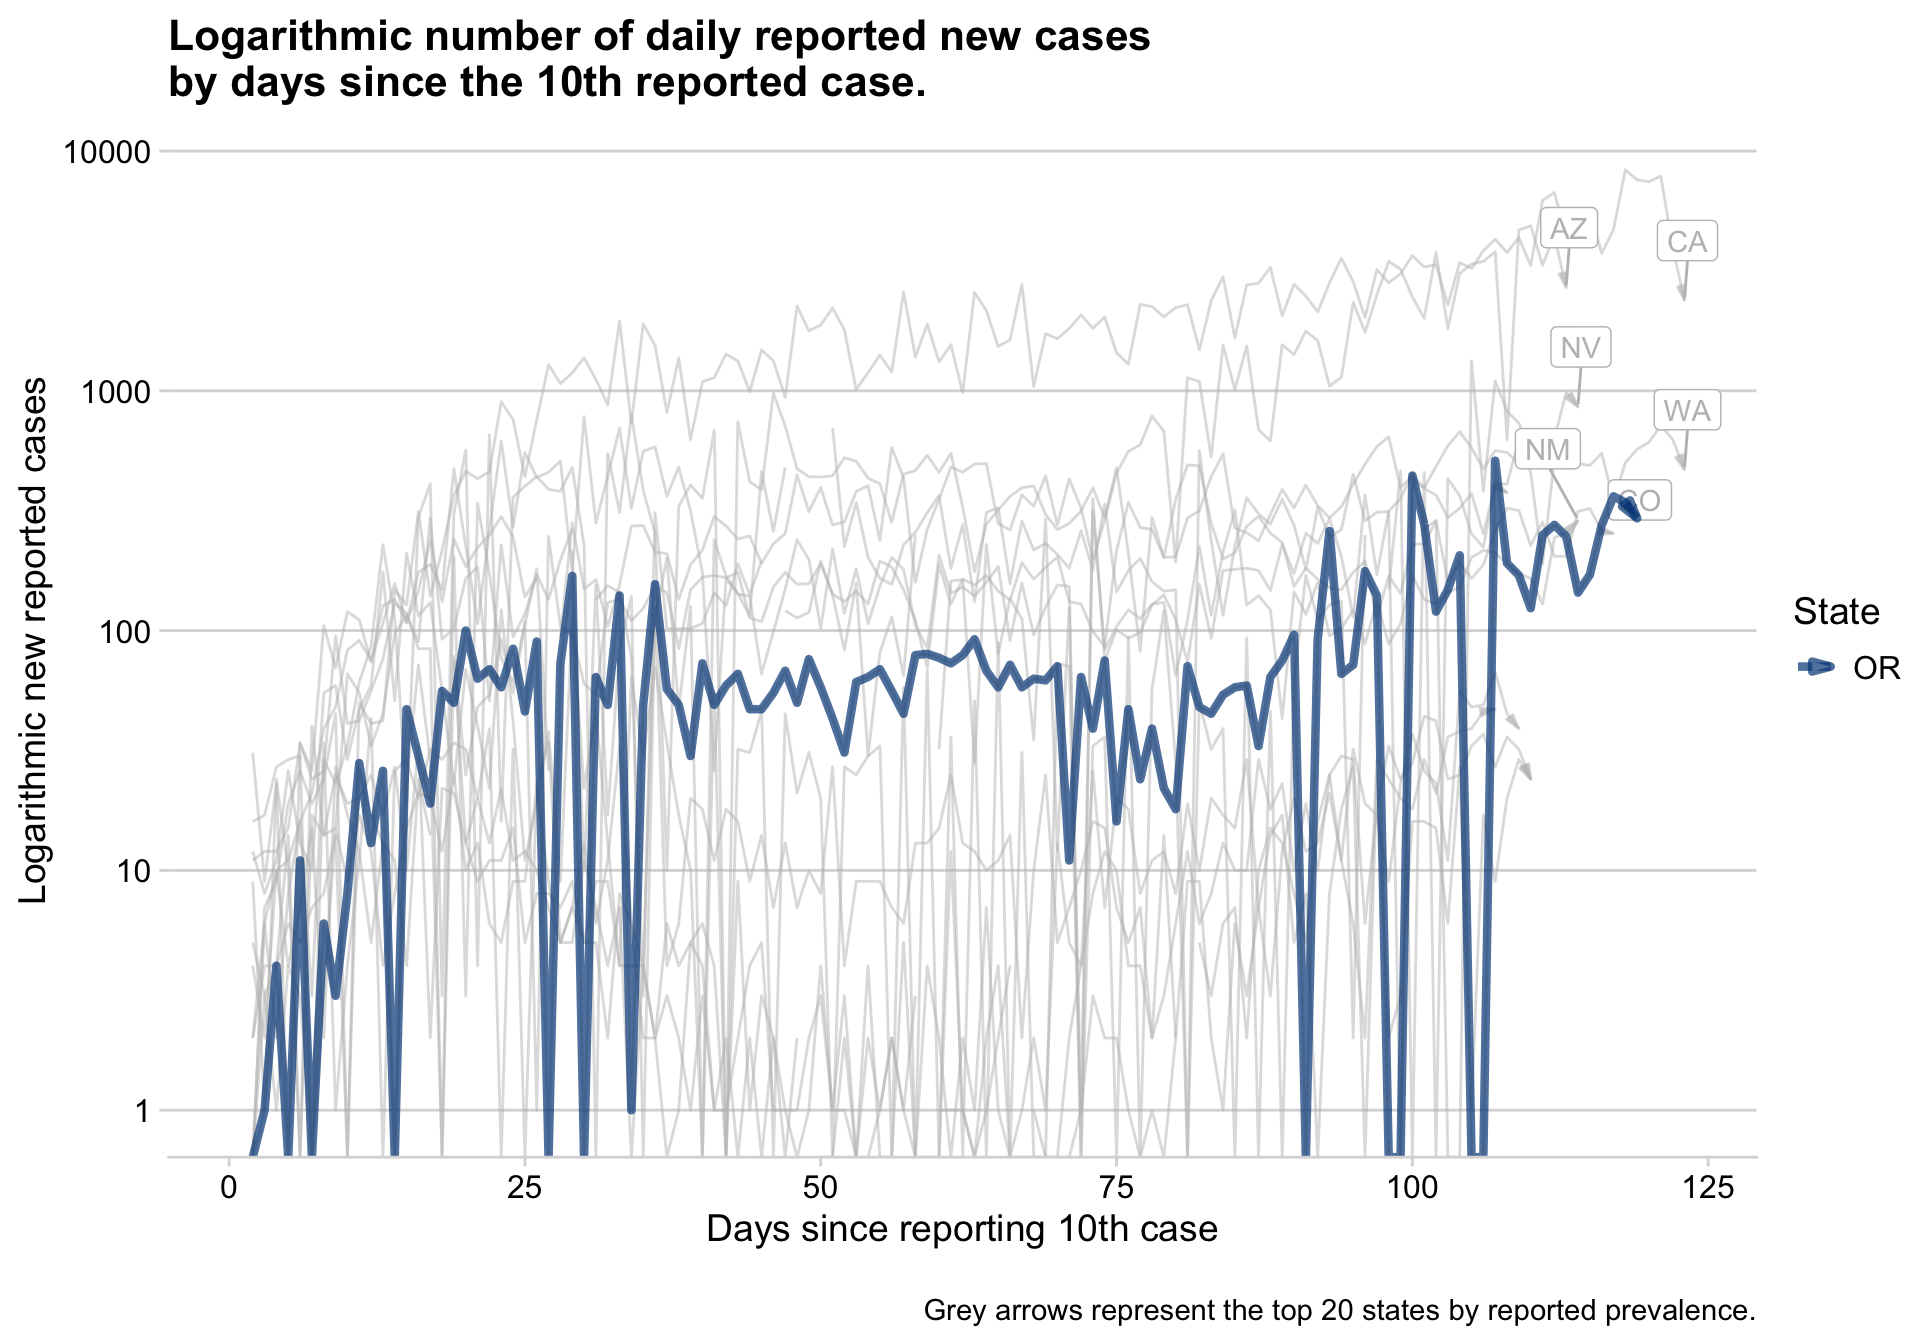 Logarithmic number of daily reported new cases
by days since the 10th reported case.
Logarithmic new reported cases
10000
1000
100
10
1
AZ
CA
NV
WA
NM
CO
State
OR
0
25
50
75
100
125
Days since reporting 10th case
Grey arrows represent the top 20 states by reported prevalence.